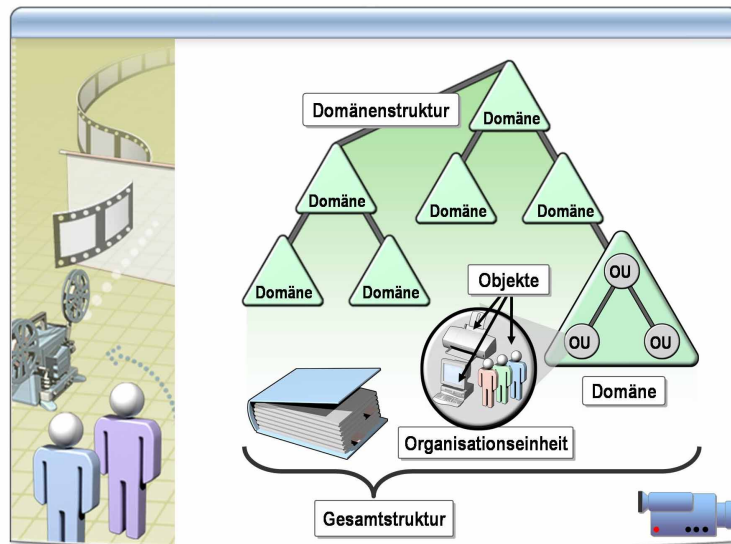 Domänenstruktur
Domäne
Domäne
Domäne
Domäne
Domäne
Domäne
Objekte
OU
OU
OU
Domäne
Organisationseinheit
Gesamtstruktur